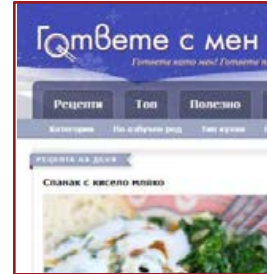 Гответе с мен
Гответе като мен! Гответе п
Рецепти Топ Полезно
Категории По азбучен ред Тип кухня
РЕЦЕПТА НА ДЕНЯ
Спанак с кисело мляко